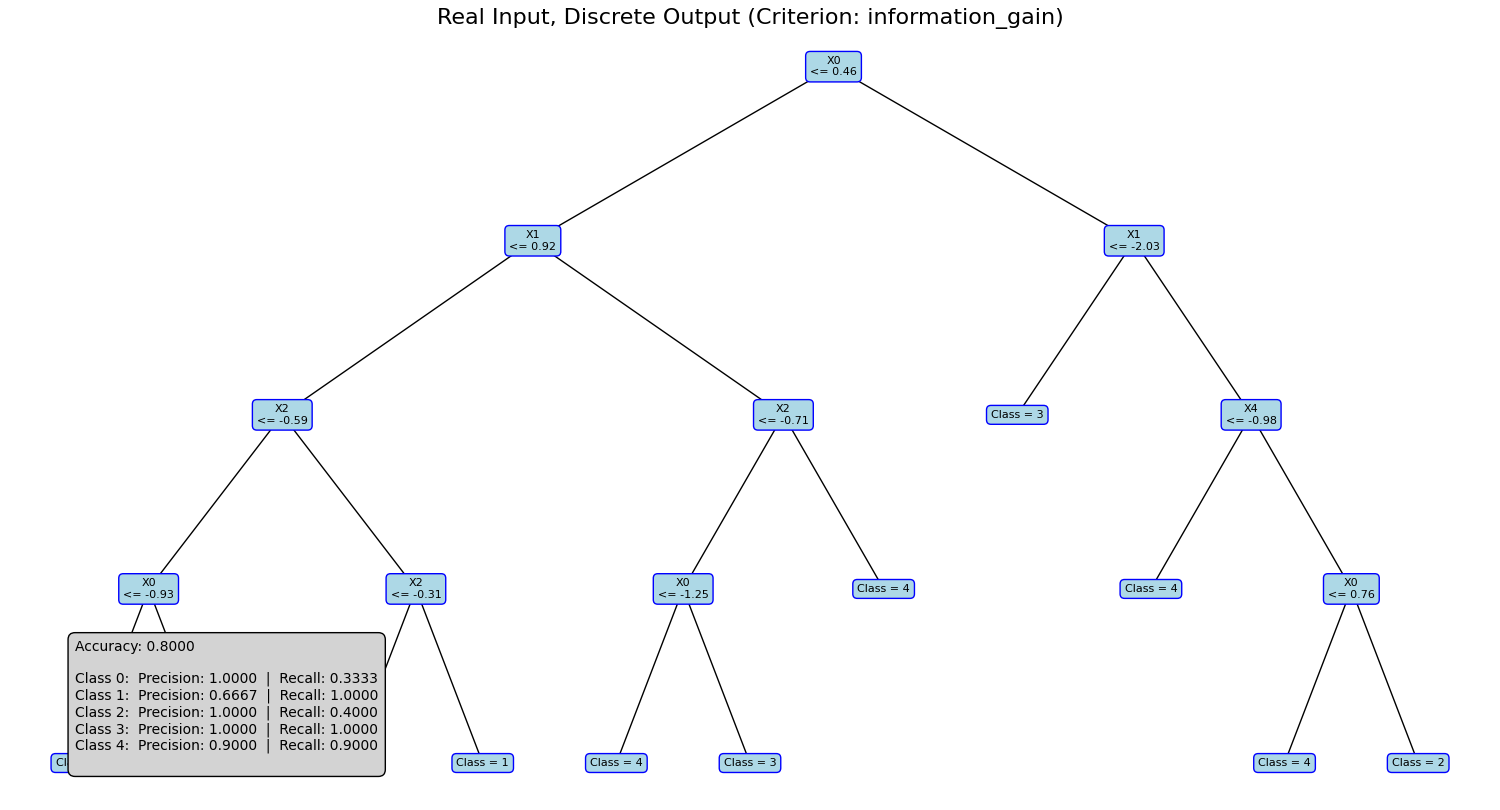 Real Input, Discrete Output (Criterion: information_gain)
X0
<= 0.46
X1
<= 0.92
X1
<= -2.03
X2
<= -0.59
X2
<= -0.71
Class = 3
X4
<= -0.98
X0
<= -0.93
X2
<= -0.31
X0
<= -1.25
Class = 4
Class = 4
X0
<= 0.76
Accuracy: 0.8000
Class 0:  Precision: 1.0000  |  Recall: 0.3333
Class 1:  Precision: 0.6667  |  Recall: 1.0000
Class 2:  Precision: 1.0000  |  Recall: 0.4000
Class 3:  Precision: 1.0000  |  Recall: 1.0000
Class 4:  Precision: 0.9000  |  Recall: 0.9000
Class = 1
Class = 4
Class = 3
Class = 4
Class = 2